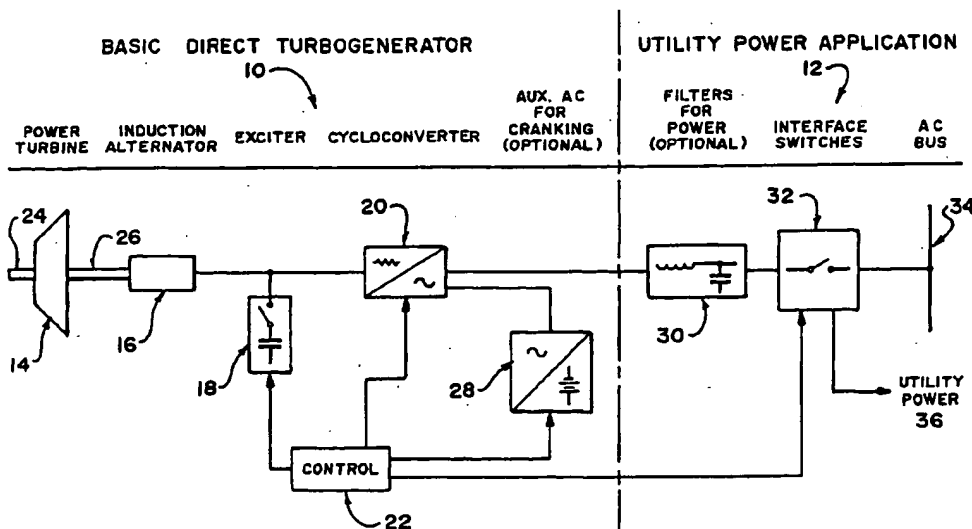 BASIC DIRECT TURBOGENERATOR
10
UTILITY POWER APPLICATION
12
POWER
TURBINE
INDUCTION
ALTERNATOR
EXCITER
CYCLOCONVERTER
AUX. AC
FOR
CRANKING
(OPTIONAL)
FILTERS
FOR
POWER
(OPTIONAL)
INTERFACE
SWITCHES
AC
BUS
24
26
14
16
18
20
28
30
32
34
UTILITY
POWER
36
CONTROL
22